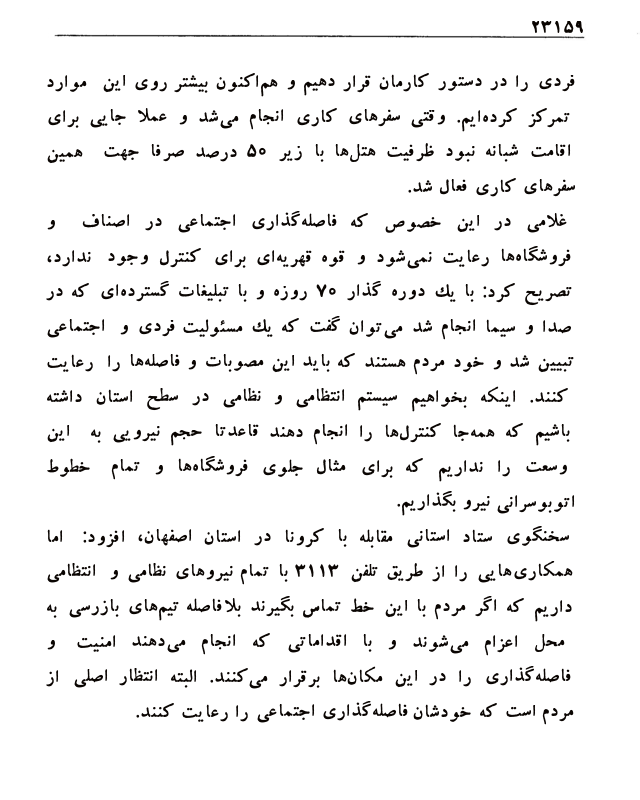 ۲۳۱۵۹
فردی را در دستور کارمان قرار دهیم و هم‌اکنون بیشتر روی این موارد
تمرکز کرده‌ایم. وقتی سفرهای کاری انجام می‌شد و عملا جایی برای
اقامت شبانه نبود ظرفیت هتل‌ها با زیر ۵۰ درصد صرفا جهت همین
سفرهای کاری فعال شد.
غلامی در این خصوص که فاصله‌گذاری اجتماعی در اصناف و
فروشگاه‌ها رعایت نمی‌شود و قوه قهریه‌ای برای کنترل وجود ندارد،
تصریح کرد: با یك دوره گذار ۷۰ روزه و با تبلیغات گسترده‌ای که در
صدا و سیما انجام شد می‌توان گفت که یك مسئولیت فردی و اجتماعی
تبیین شد و خود مردم هستند که باید این مصوبات و فاصله‌ها را رعایت
کنند. اینکه بخواهیم سیستم انتظامی و نظامی در سطح استان داشته
باشیم که همه‌جا کنترل‌ها را انجام دهند قاعدتا حجم نیرویی به این
وسعت را نداریم که برای مثال جلوی فروشگاه‌ها و تمام خطوط
اتوبوسرانی نیرو بگذاریم.
سخنگوی ستاد استانی مقابله با کرونا در استان اصفهان، افزود: اما
همکاری‌هایی را از طریق تلفن ۳۱۱۳ با تمام نیروهای نظامی و انتظامی
داریم که اگر مردم با این خط تماس بگیرند بلافاصله تیم‌های بازرسی به
محل اعزام می‌شوند و با اقداماتی که انجام می‌دهند امنیت و
فاصله‌گذاری را در این مکان‌ها برقرار می‌کنند. البته انتظار اصلی از
مردم است که خودشان فاصله‌گذاری اجتماعی را رعایت کنند.